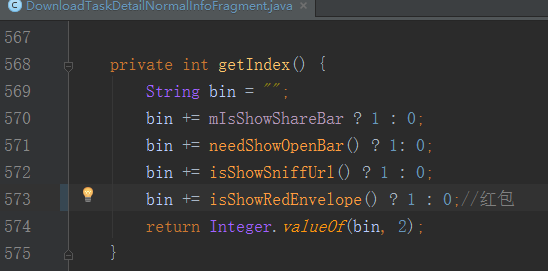 DownloadTaskDetailNormalInfoFragment.java ×
567
568 private int getIndex() {
569 String bin = "";
570 bin += mIsShowShareBar ? 1 : 0;
571 bin += needShowOpenBar() ? 1: 0;
572 bin += isShowSniffUrl() ? 1 : 0;
573 bin += isShowRedEnvelope() ? 1 : 0;//红包
574 return Integer.valueOf(bin, 2);
575 }